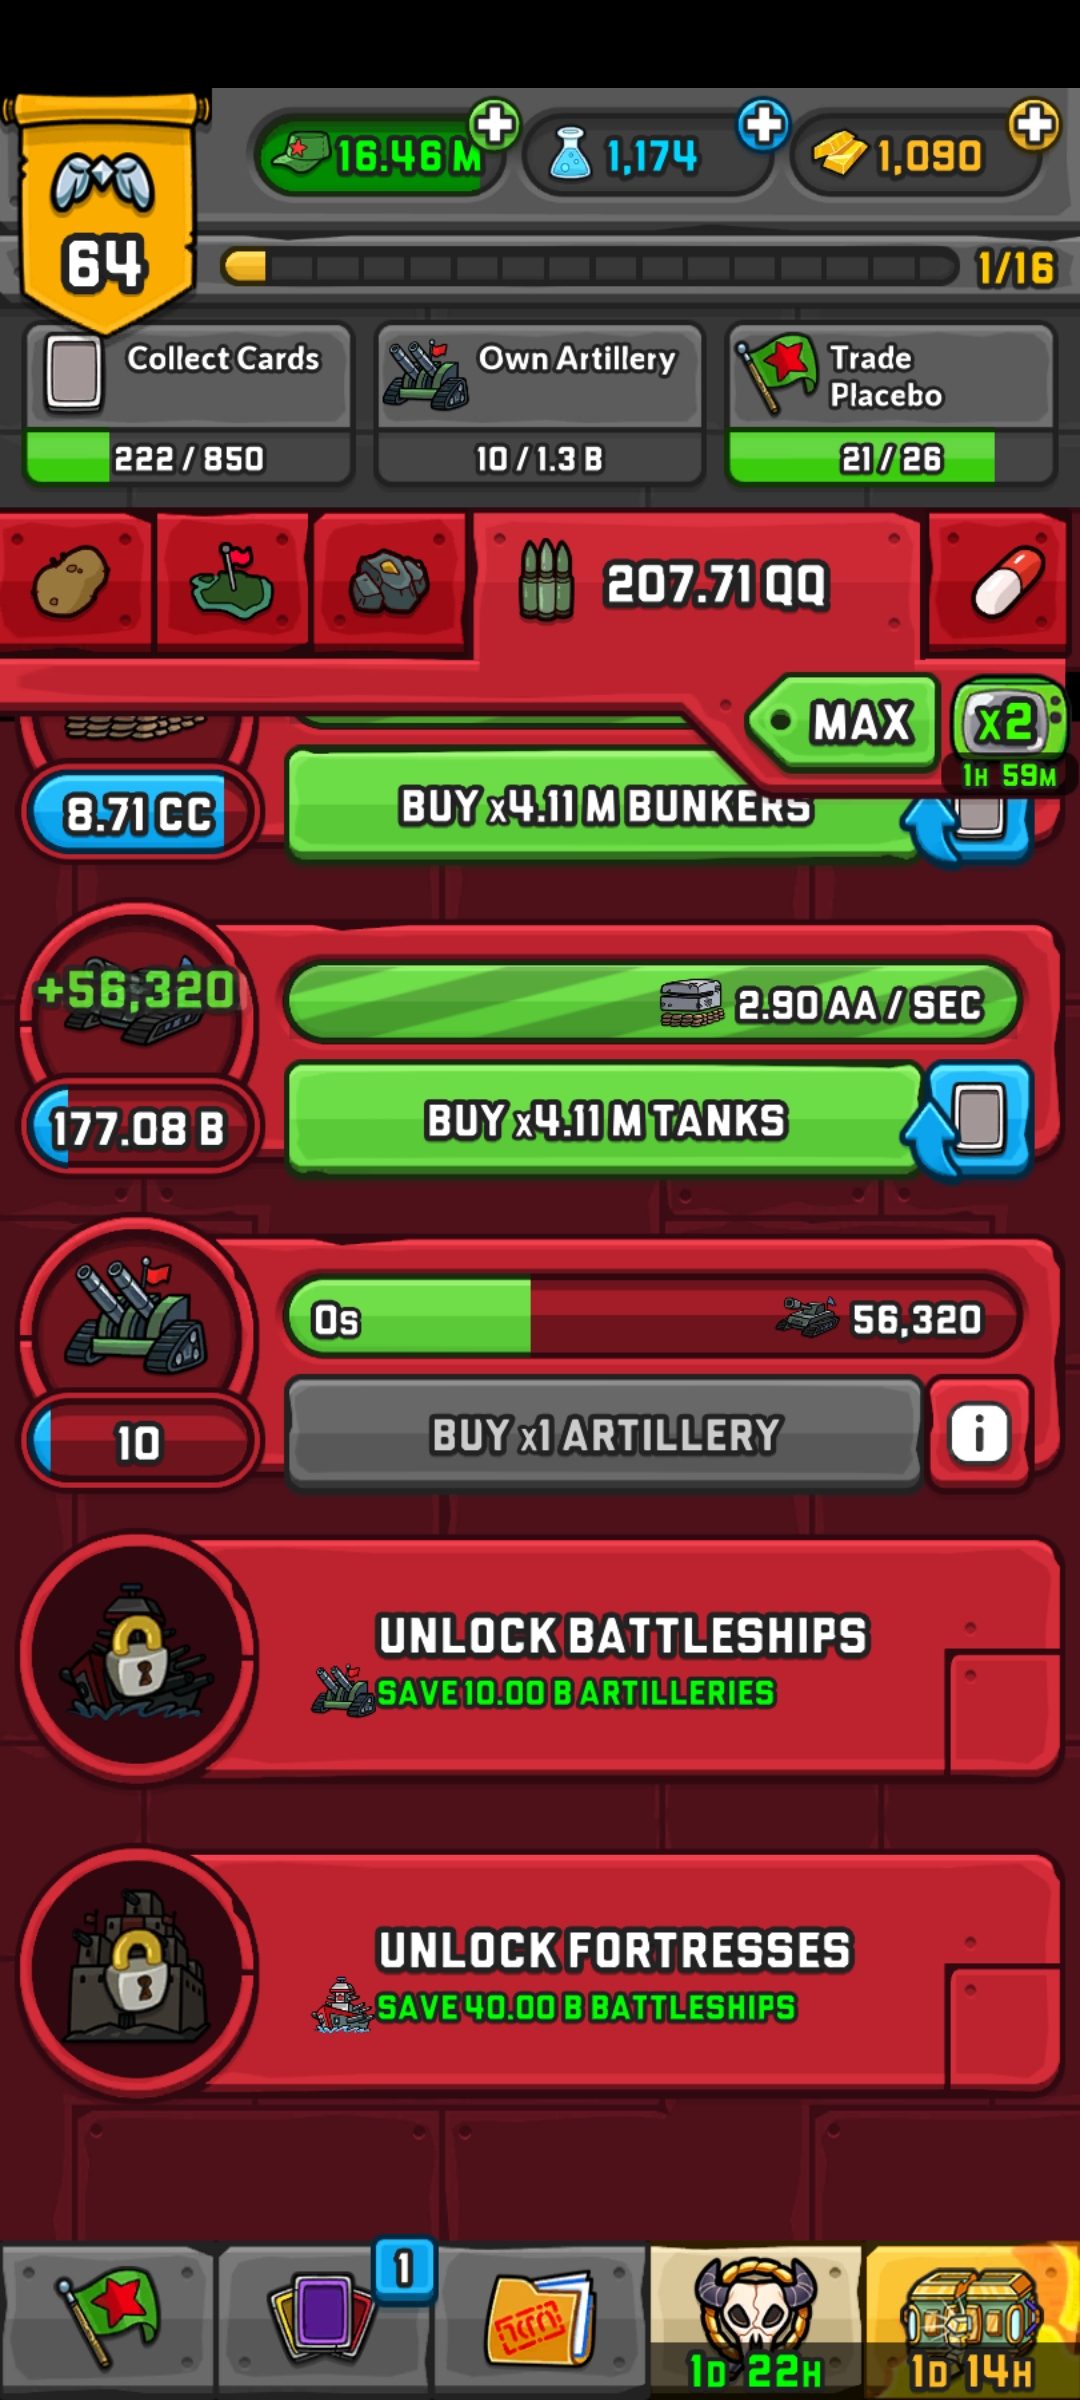 16.46 M
1,174
1,090
64
1/16
Collect Cards
222 / 850
Own Artillery
10 / 1.3 B
Trade
Placebo
21 / 26
207.71 QQ
MAX
x2
1H 59M
8.71 CC
BUY x4.11 M BUNKERS
+56,320
2.90 AA / SEC
177.08 B
BUY x4.11 M TANKS
0s
56,320
10
BUY x1 ARTILLERY
i
UNLOCK BATTLESHIPS
SAVE 10.00 B ARTILLERIES
UNLOCK FORTRESSES
SAVE 40.00 B BATTLESHIPS
1
1D 22H
1D 14H